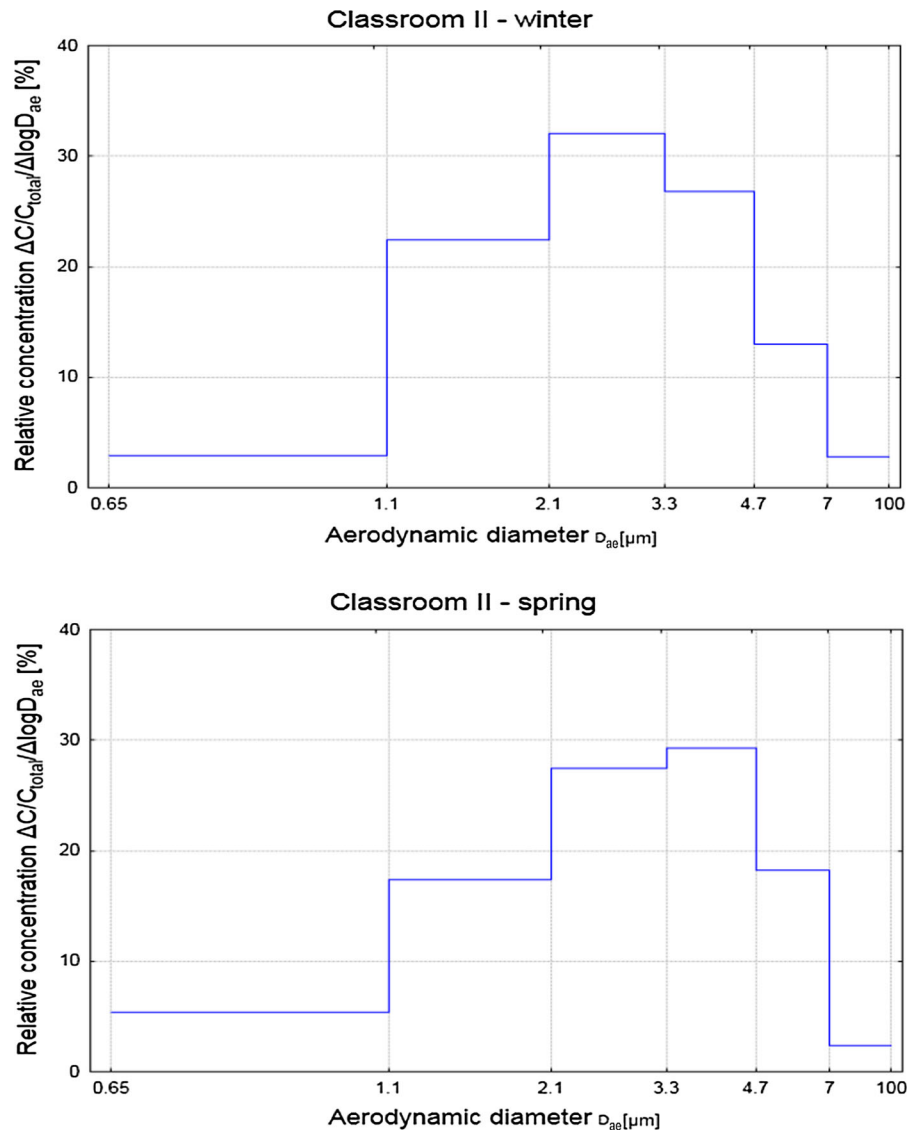 Classroom II - winter
Relative concentration ΔC/C_total/ΔlogD_ae [%]
40
30
20
10
0
0.65 1.1 2.1 3.3 4.7 7 100
Aerodynamic diameter D_ae[µm]
Classroom II - spring
Relative concentration ΔC/C_total/ΔlogD_ae [%]
40
30
20
10
0
0.65 1.1 2.1 3.3 4.7 7 100
Aerodynamic diameter D_ae[µm]